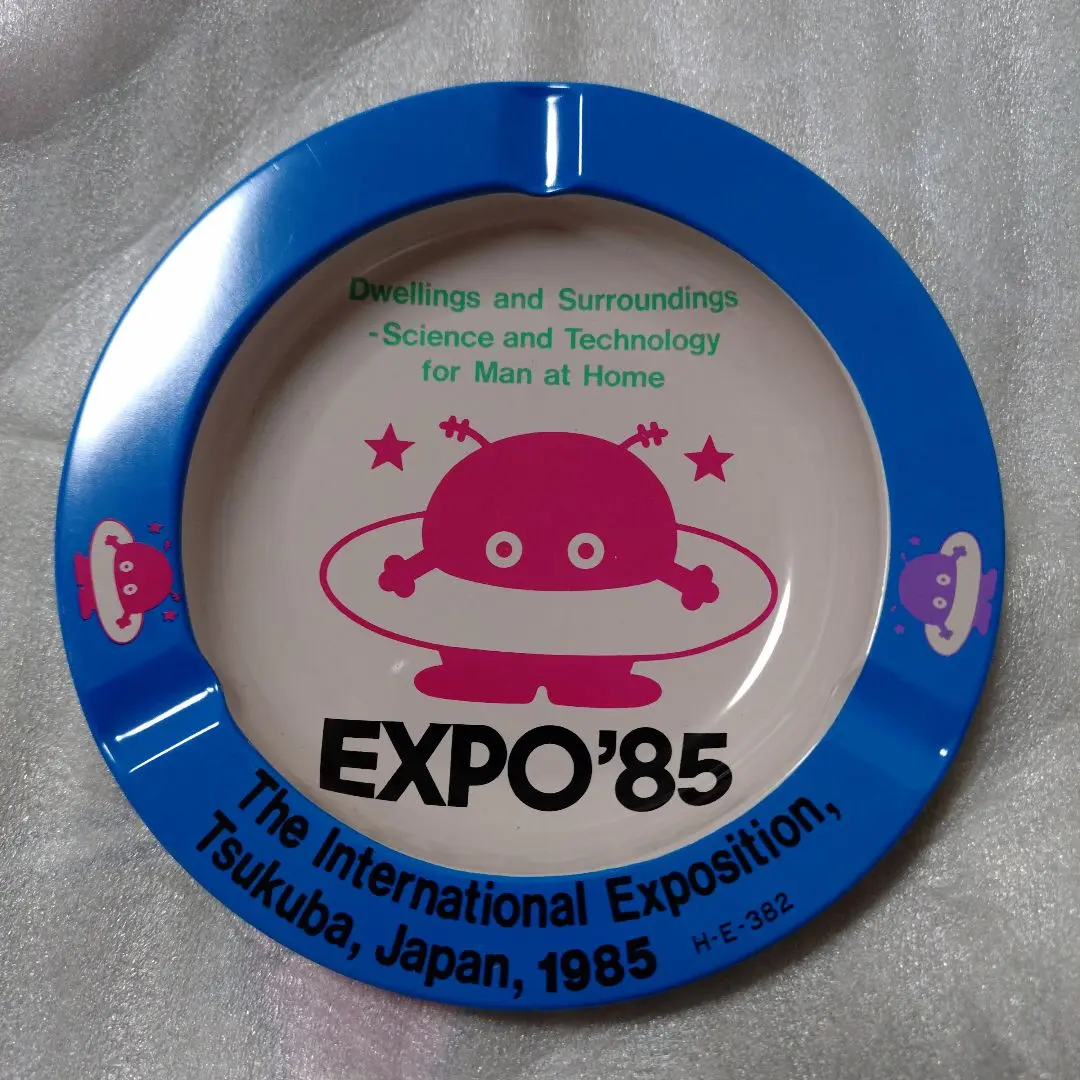 Dwellings and Surroundings
-Science and Technology
for Man at Home
EXPO'85
The International Exposition,
Tsukuba, Japan, 1985
H-E-382